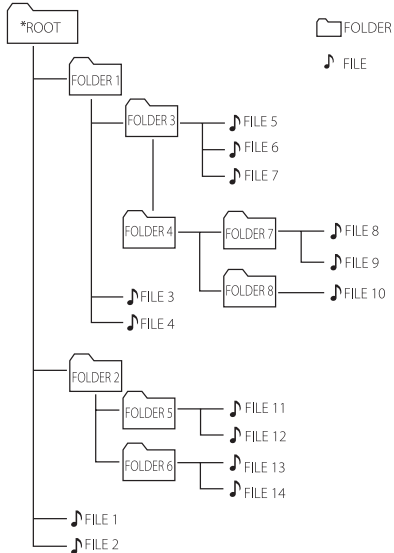 *ROOT
FOLDER
FILE
FOLDER 1
FOLDER 3
FILE 5
FILE 6
FILE 7
FOLDER 4
FOLDER 7
FILE 8
FILE 9
FOLDER 8
FILE 10
FILE 3
FILE 4
FOLDER 2
FOLDER 5
FILE 11
FILE 12
FOLDER 6
FILE 13
FILE 14
FILE 1
FILE 2